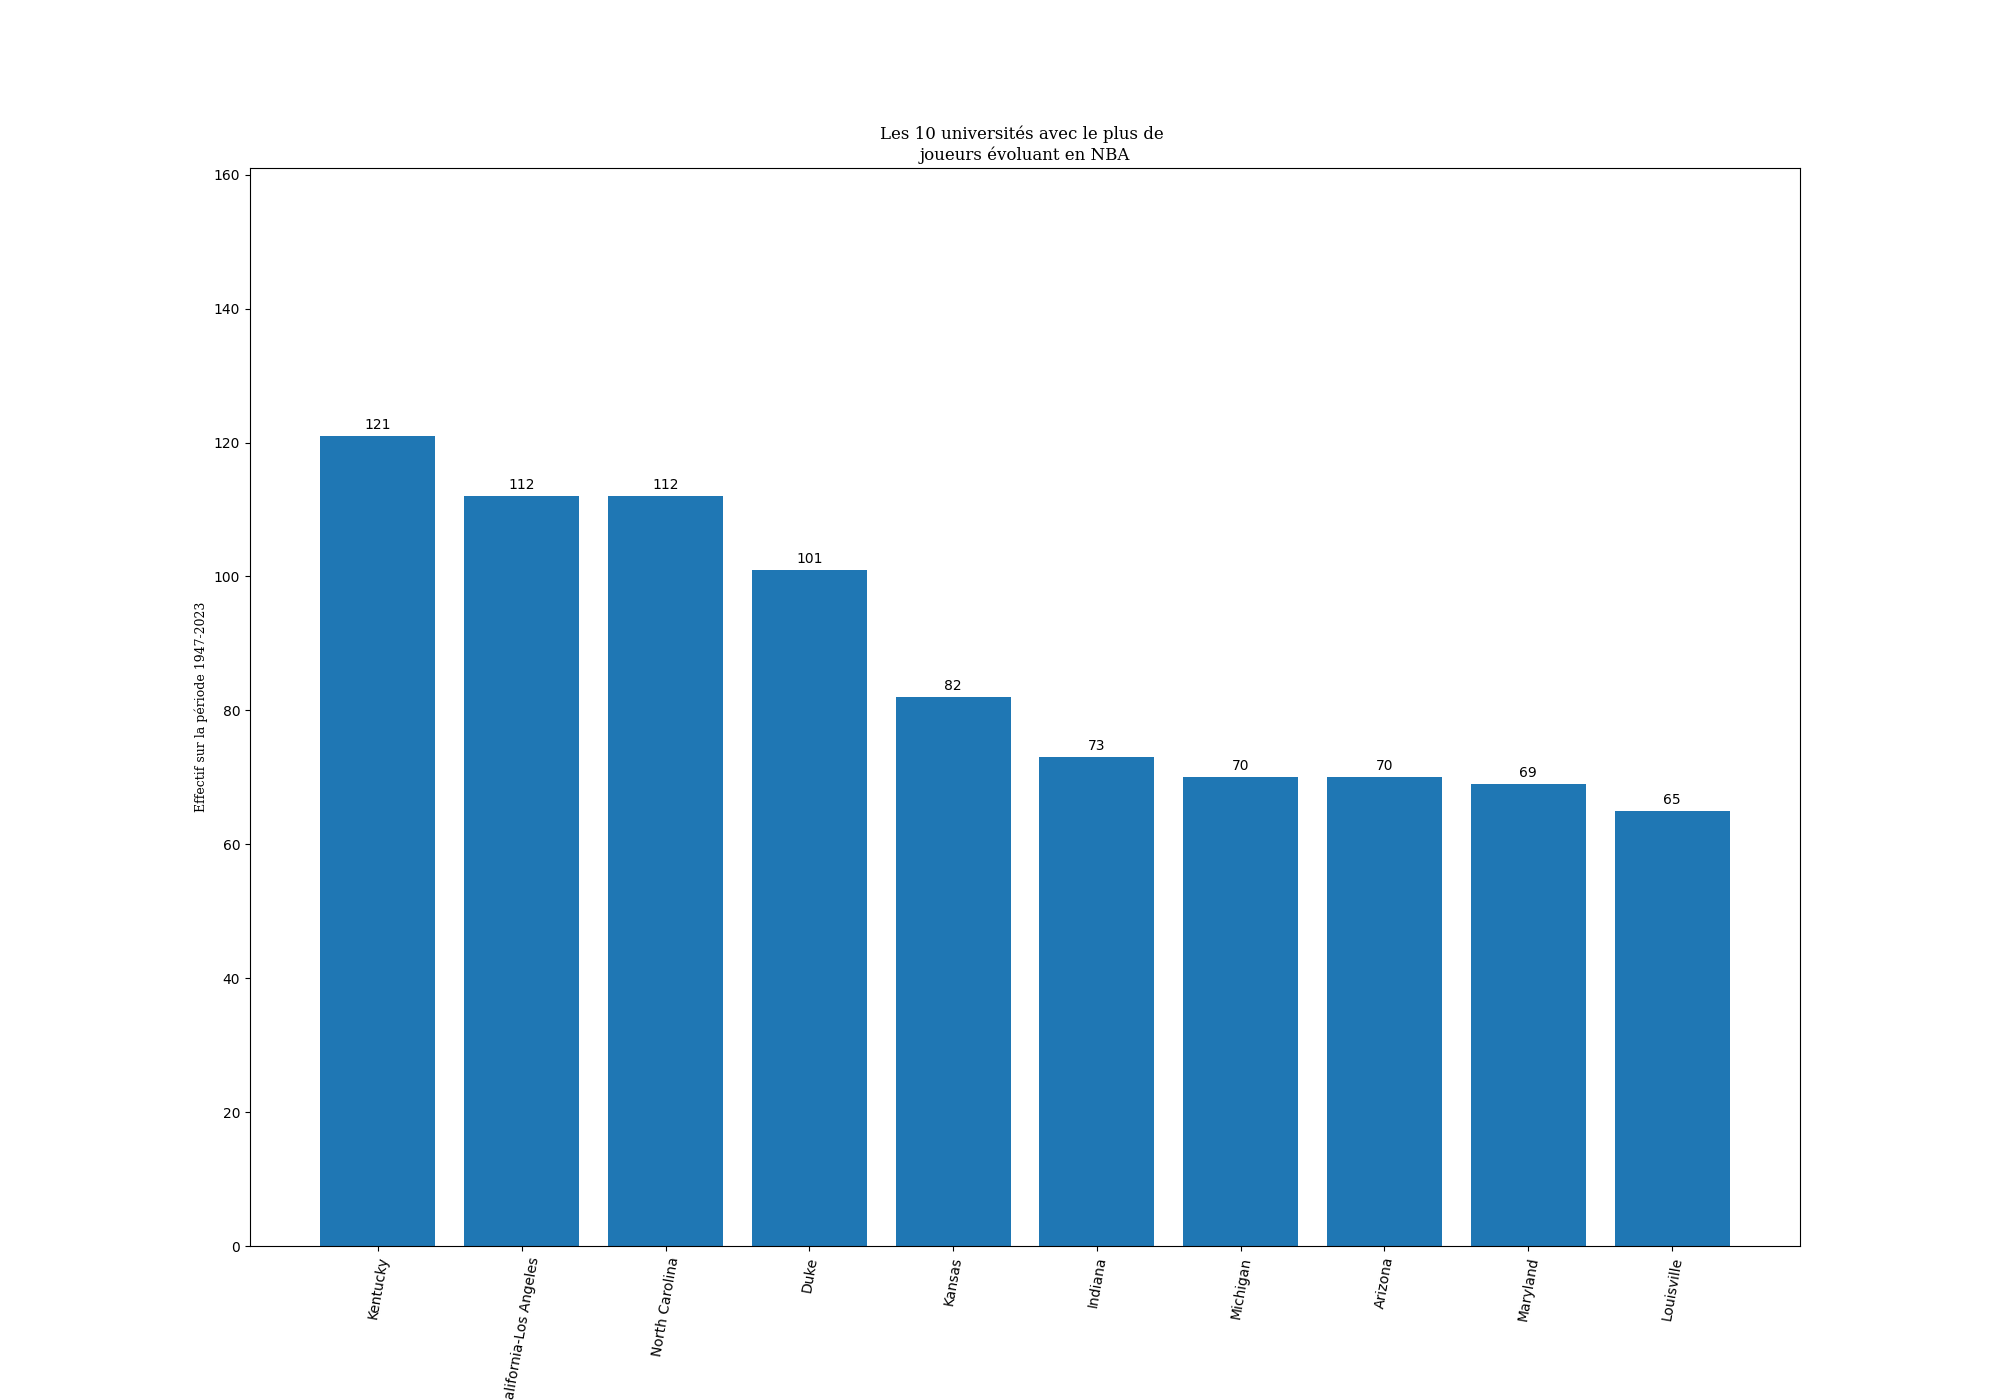 Les 10 universités avec le plus de
joueurs évoluant en NBA
Effectif sur la période 1947-2023
160
140
120
100
80
60
40
20
0
121
112
112
101
82
73
70
70
69
65
Kentucky
alifornia-Los Angeles
North Carolina
Duke
Kansas
Indiana
Michigan
Arizona
Maryland
Louisville